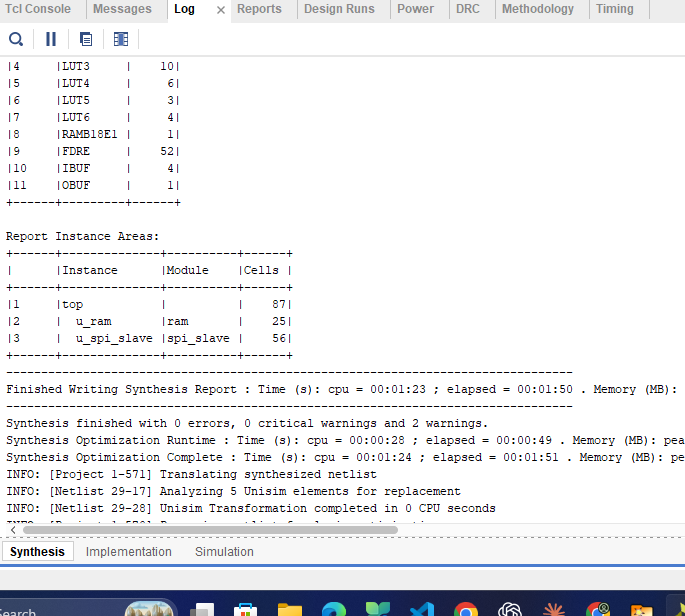 Tcl Console Messages Log × Reports Design Runs Power DRC Methodology Timing
|4     |LUT3     |    10|
|5     |LUT4     |     6|
|6     |LUT5     |     3|
|7     |LUT6     |     4|
|8     |RAMB18E1 |     1|
|9     |FDRE     |    52|
|10    |IBUF     |     4|
|11    |OBUF     |     1|
+------+---------+------+
Report Instance Areas:
+------+--------------+----------+------+
|      |Instance      |Module    |Cells |
+------+--------------+----------+------+
|1     |top           |          |    87|
|2     |  u_ram       |ram       |    25|
|3     |  u_spi_slave |spi_slave |    56|
+------+--------------+----------+------+
---------------------------------------------------------------------------------
Finished Writing Synthesis Report : Time (s): cpu = 00:01:23 ; elapsed = 00:01:50 . Memory (MB):
---------------------------------------------------------------------------------
Synthesis finished with 0 errors, 0 critical warnings and 2 warnings.
Synthesis Optimization Runtime : Time (s): cpu = 00:00:28 ; elapsed = 00:00:49 . Memory (MB): pea
Synthesis Optimization Complete : Time (s): cpu = 00:01:24 ; elapsed = 00:01:51 . Memory (MB): pe
INFO: [Project 1-571] Translating synthesized netlist
INFO: [Netlist 29-17] Analyzing 5 Unisim elements for replacement
INFO: [Netlist 29-28] Unisim Transformation completed in 0 CPU seconds
Synthesis Implementation Simulation
Search